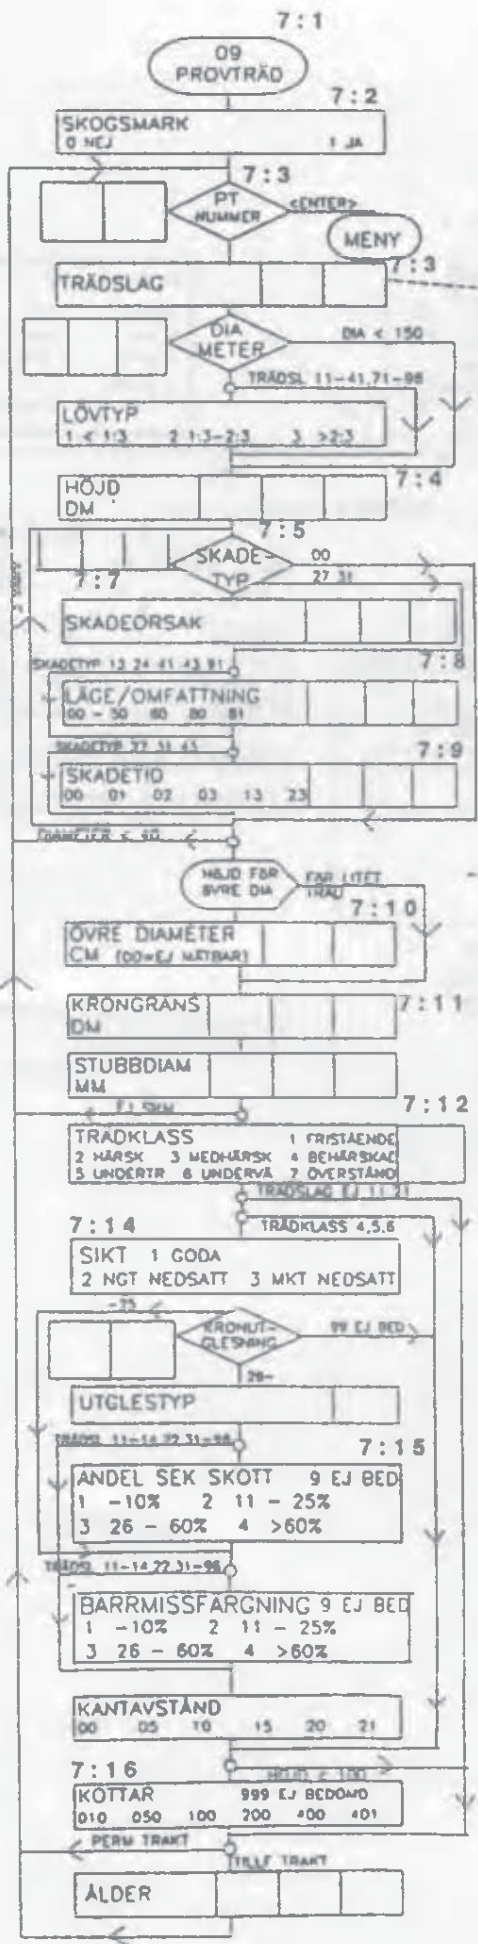 7:1
09
PROVTRÄD
7:2
SKOGSMARK
0 NEJ 1 JA
7:3
PT
NUMMER
<ENTER>
MENY
7:3
TRÄDSLAG
DIA
METER
DIA < 150
TRÄDSL 11-41,71-98
LÖVTYP
1 < 1:3 2 1:3-2:3 3 >2:3
7:4
HÖJD
DM
7:5
SKADE-
TYP
00
27 31
7:7
SKADEORSAK
7:8
SKADETYP 13 24 41 43 91
LÄGE/OMFATTNING
00 - 50 60 80 81
SKADETYP 27 31 43
7:9
SKADETID
00 01 02 03 13 23
DIAMETER < 40
HÖJD FÖR
ÖVRE DIA
FÖR LITET
TRÄD
7:10
ÖVRE DIAMETER
CM (00=EJ MÄTBAR)
7:11
KRONGRÄNS
DM
STUBBDIAM
MM
EJ SKM
7:12
TRÄDKLASS 1 FRISTÅENDE
2 HÄRSK 3 MEDHÄRSK 4 BEHÄRSKAD
5 UNDERTR 6 UNDERVÄ 7 ÖVERSTÅND
TRÄDSLAG EJ 11,21
TRÄDKLASS 4,5,6
7:14
SIKT 1 GODA
2 NGT NEDSATT 3 MKT NEDSATT
-25
KRONUT-
GLESNING
99 EJ BED
26-
UTGLESTYP
TRÄDSL 11-14,22,31-98
7:15
ANDEL SEK SKOTT 9 EJ BED
1 -10% 2 11 - 25%
3 26 - 60% 4 >60%
TRÄDSL 11-14,22,31-98
BARRMISSFÄRGNING 9 EJ BED
1 -10% 2 11 - 25%
3 26 - 60% 4 >60%
KANTAVSTÅND
00 05 10 15 20 21
HÖJD < 100
7:16
KOTTAR 999 EJ BEDÖMD
010 050 100 200 400 401
PERM TRAKT
TILLF TRAKT
ÅLDER